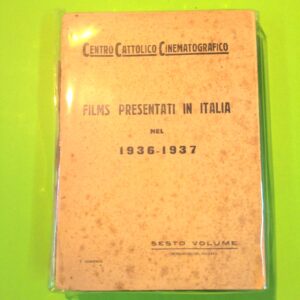 CENTRO CATTOLICO CINEMATOGRAFICO
FILMS PRESENTATI IN ITALIA
NEL
1936-1937
SESTO VOLUME